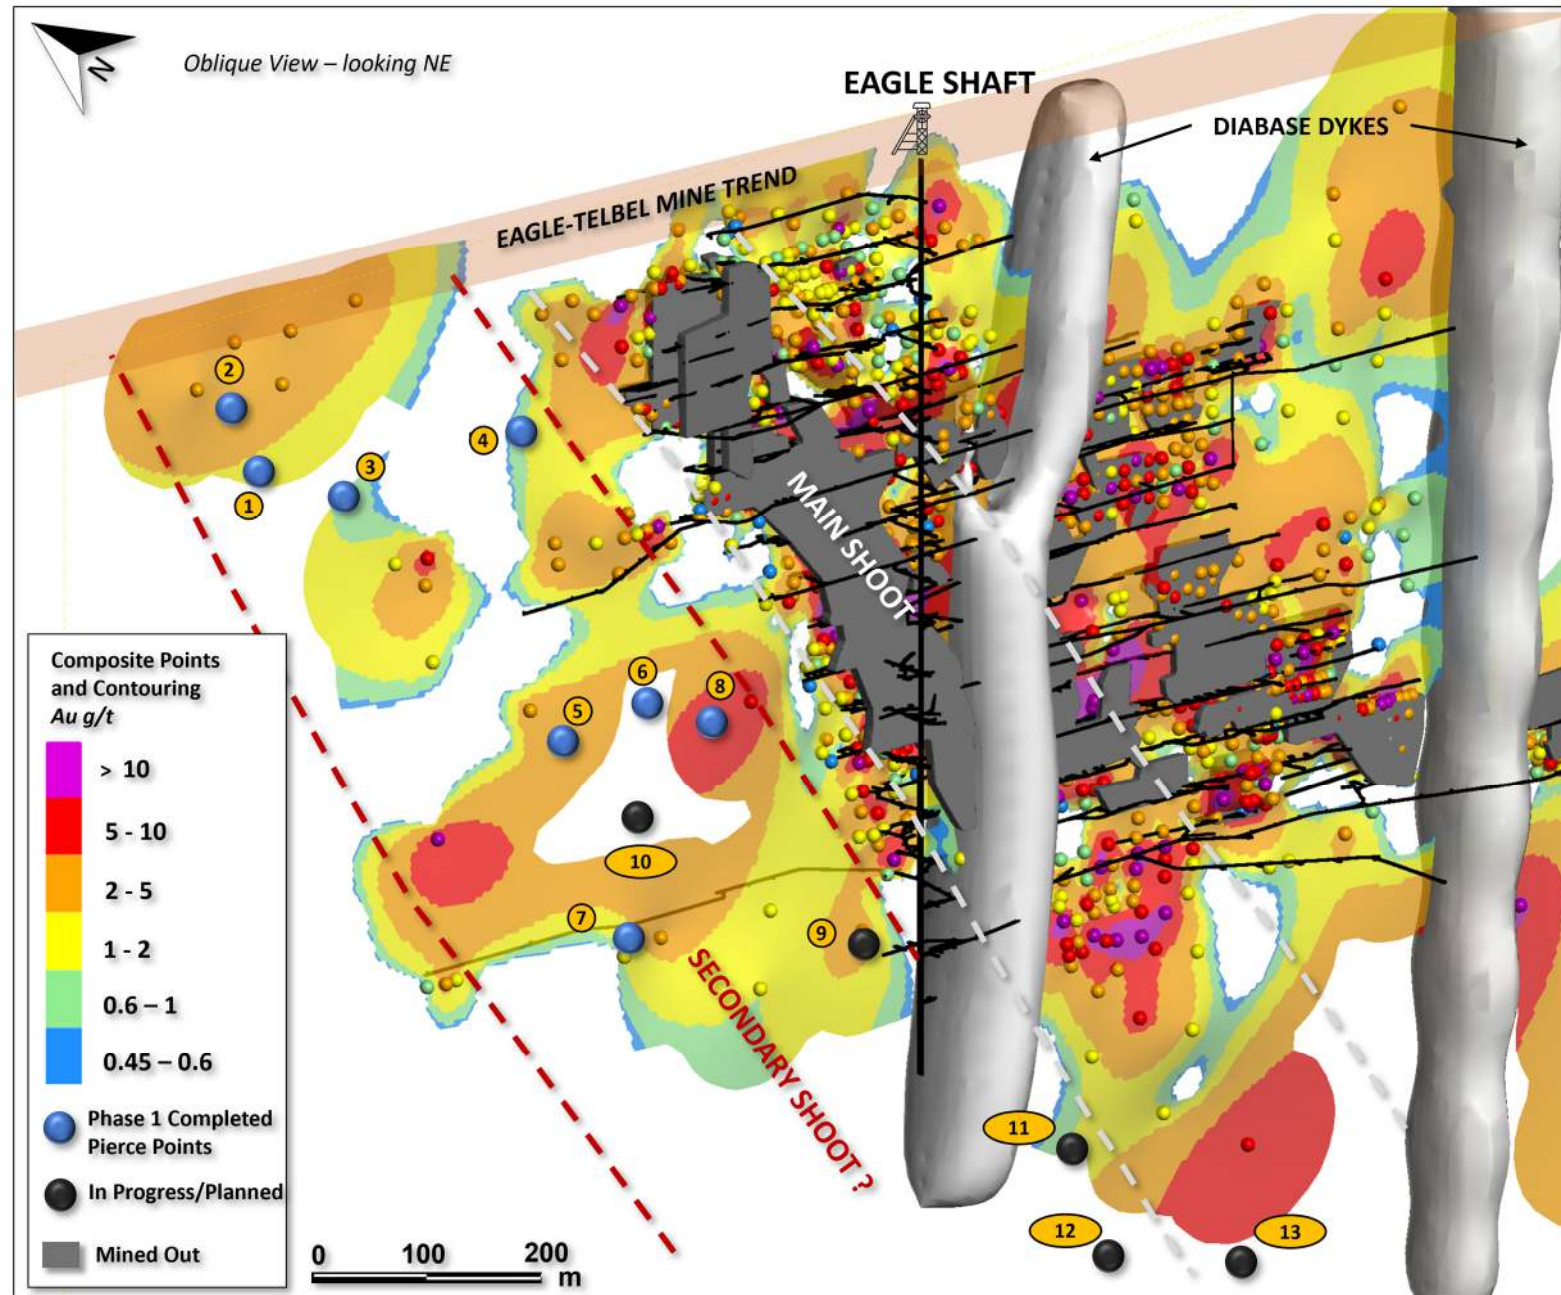 N
Oblique View – looking NE
EAGLE SHAFT
DIABASE DYKES
EAGLE-TELBEL MINE TREND
2
1
3
4
MAIN SHOOT
5
6
8
10
7
9
SECONDARY SHOOT ?
11
12
13
Composite Points
and Contouring
Au g/t
> 10
5 - 10
2 - 5
1 - 2
0.6 – 1
0.45 – 0.6
Phase 1 Completed
Pierce Points
In Progress/Planned
Mined Out
0 100 200
m